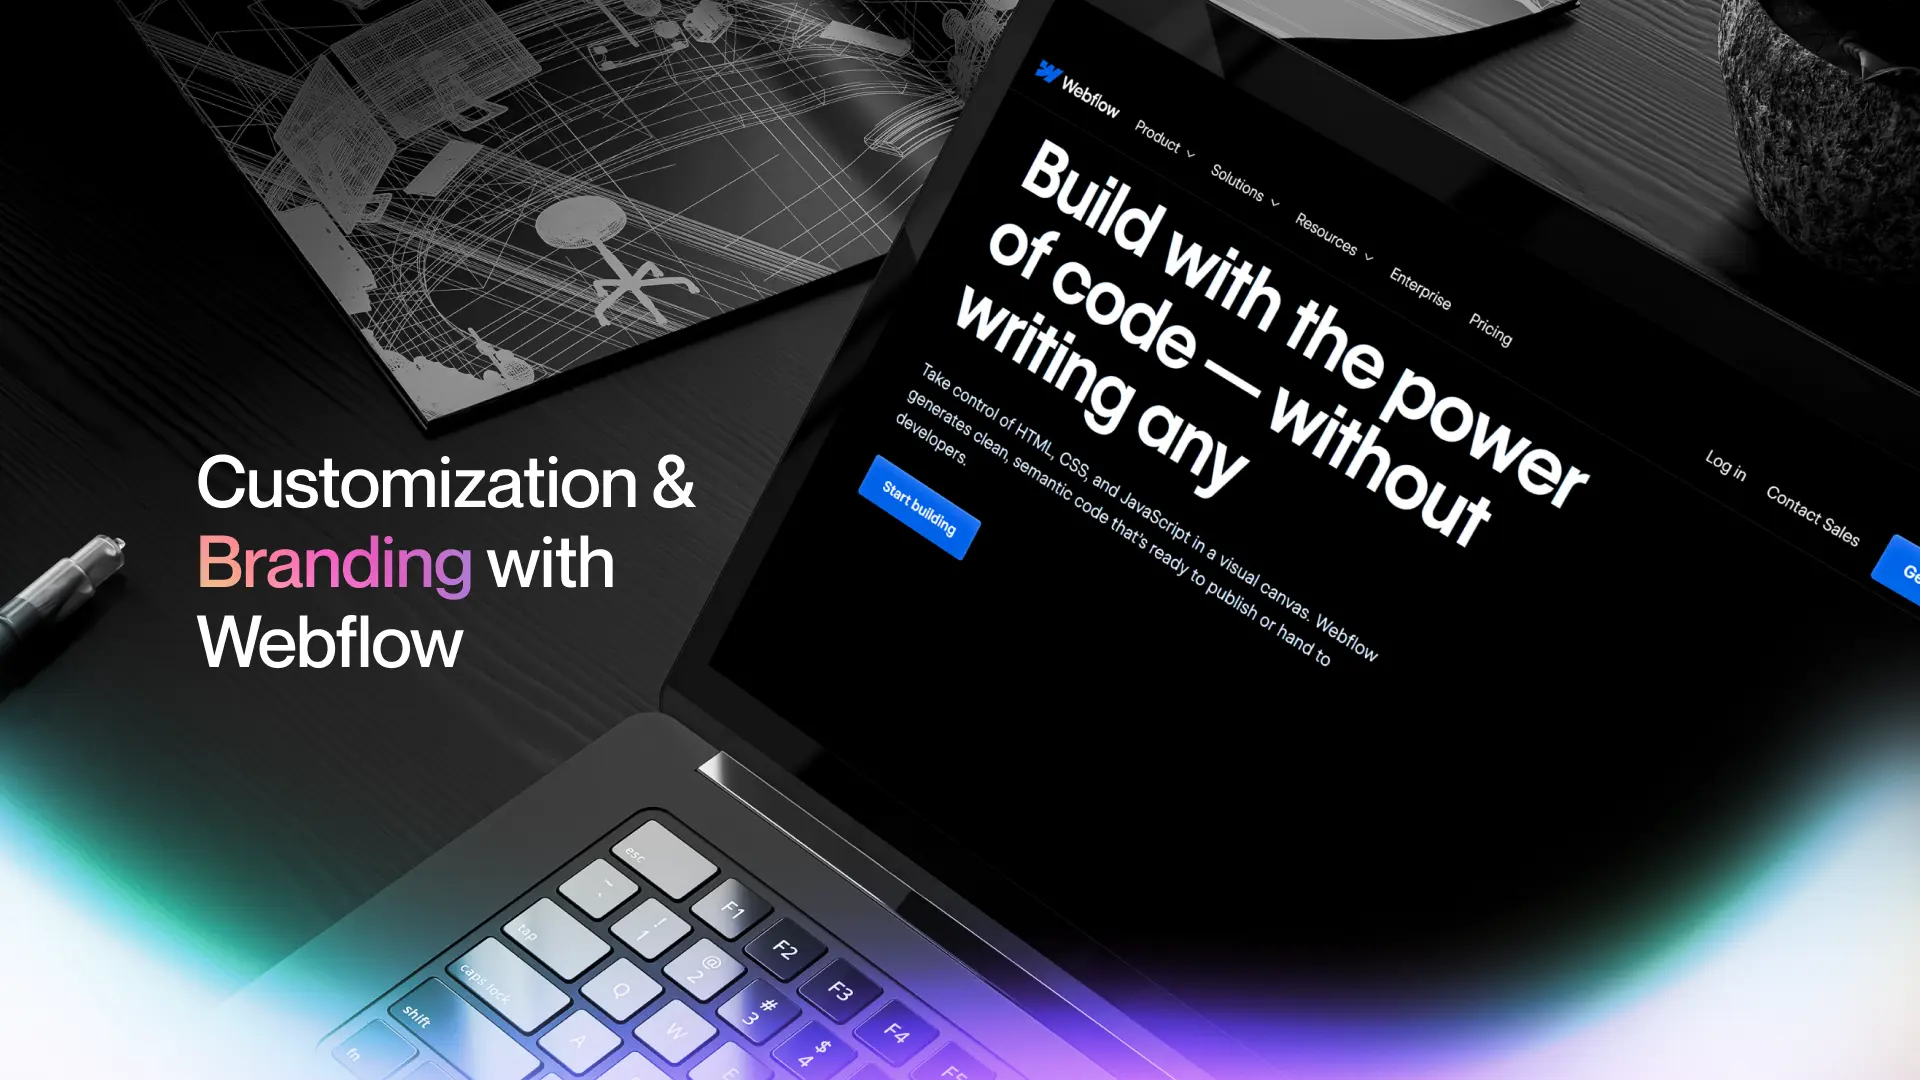 Customization &
Branding with
Webflow
Webflow
Product
Solutions
Resources
Enterprise
Pricing
Log in
Contact Sales
Build with the power
of code — without
writing any
Take control of HTML, CSS, and JavaScript in a visual canvas. Webflow
generates clean, semantic code that's ready to publish or hand to
developers.
Start building
esc
F1
F2
F3
F4
F5
!
1
@
2
#
3
$
4
tap
Q
W
E
caps lock
A
shift
fn